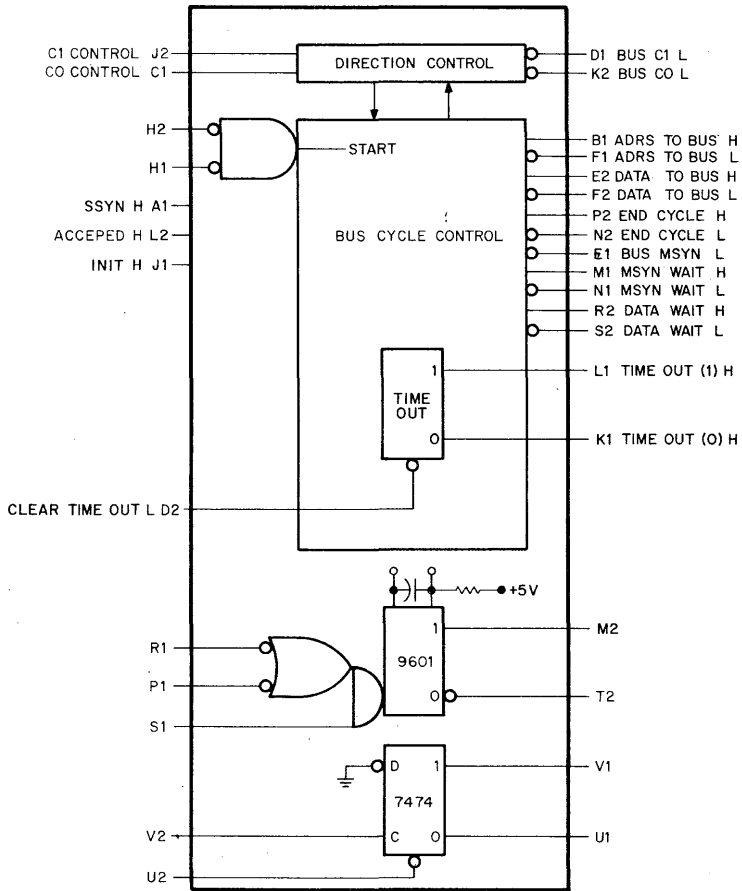 C1 CONTROL J2
CO CONTROL C1
DIRECTION CONTROL
D1 BUS C1 L
K2 BUS CO L
H2
H1
START
SSYN H A1
ACCEPED H L2
INIT H J1
BUS CYCLE CONTROL
B1 ADRS TO BUS H
F1 ADRS TO BUS L
E2 DATA TO BUS H
F2 DATA TO BUS L
P2 END CYCLE H
N2 END CYCLE L
E1 BUS MSYN L
M1 MSYN WAIT H
N1 MSYN WAIT L
R2 DATA WAIT H
S2 DATA WAIT L
1
TIME
OUT
0
L1 TIME OUT (1) H
K1 TIME OUT (0) H
CLEAR TIME OUT L D2
+5V
R1
P1
S1
1
9601
0
M2
T2
D 1
7474
C 0
V1
U1
V2
U2